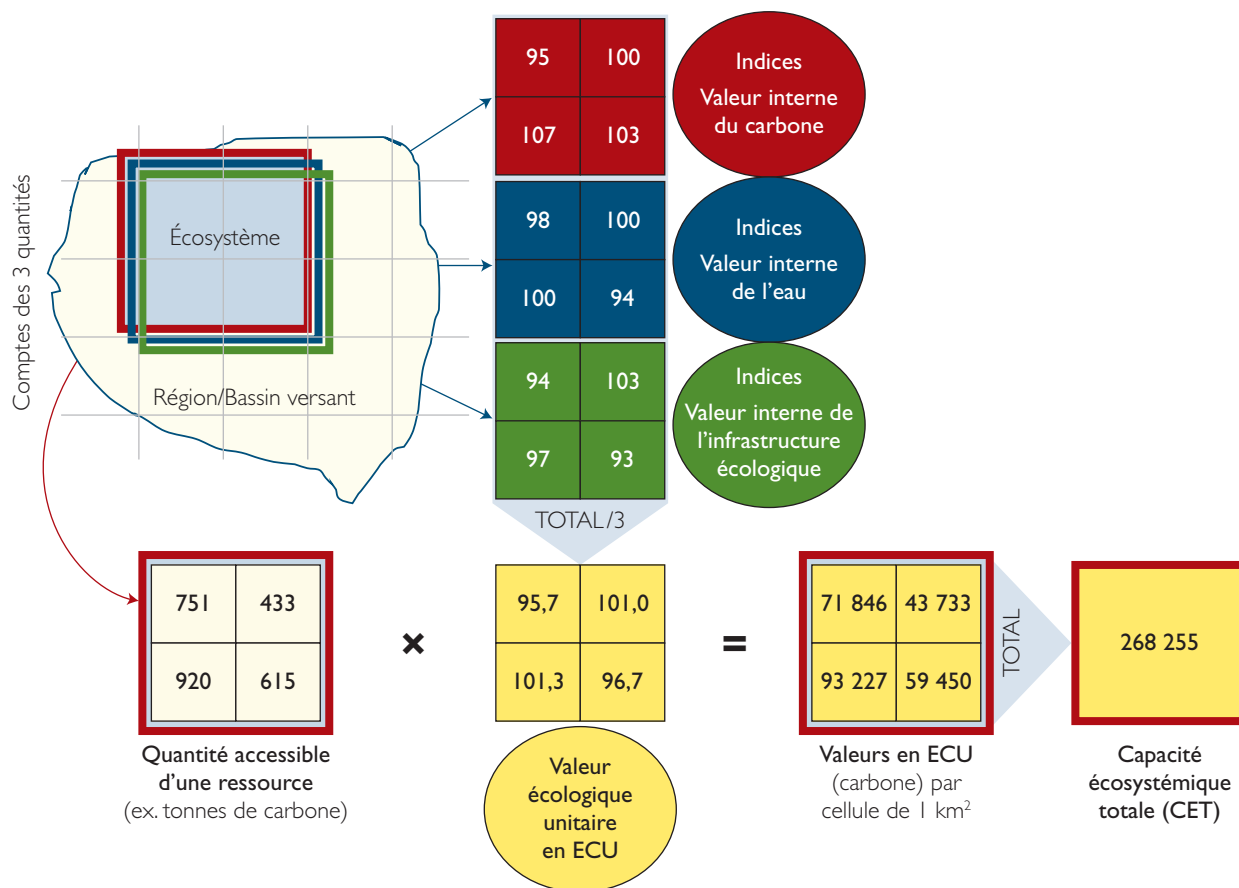 Comptes des 3 quantités
Écosystème
Région/Bassin versant
95 100
107 103
Indices
Valeur interne
du carbone
98 100
100 94
Indices
Valeur interne
de l’eau
94 103
97 93
Indices
Valeur interne de
l’infrastructure
écologique
TOTAL/3
751 433
920 615
×
95,7 101,0
101,3 96,7
=
71 846 43 733
93 227 59 450
TOTAL
268 255
Quantité accessible
d’une ressource
(ex. tonnes de carbone)
Valeur
écologique
unitaire
en ECU
Valeurs en ECU
(carbone) par
cellule de 1 km²
Capacité
écosystémique
totale (CET)